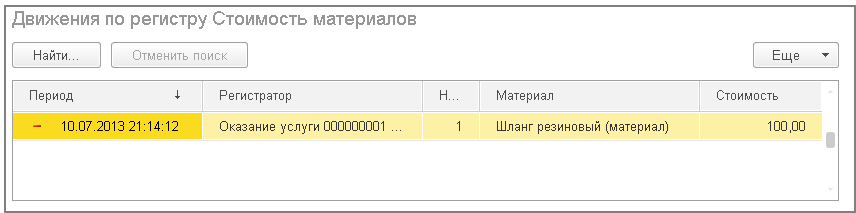 Движения по регистру Стоимость материалов
Найти... Отменить поиск Еще
Период Регистратор Н... Материал Стоимость
10.07.2013 21:14:12 Оказание услуги 000000001 ... 1 Шланг резиновый (материал) 100,00